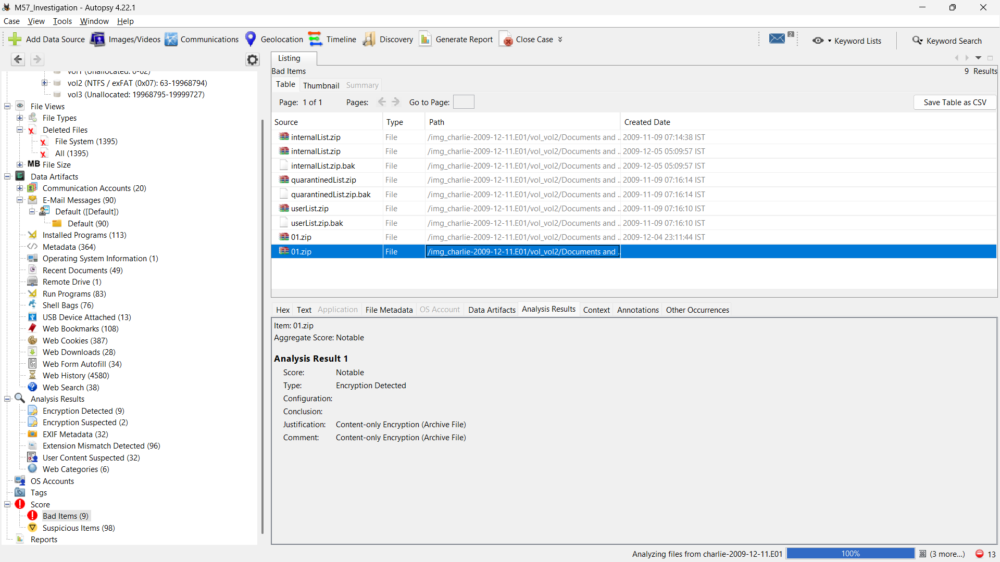 M57_Investigation - Autopsy 4.22.1
Case View Tools Window Help
Add Data Source Images/Videos Communications Geolocation Timeline Discovery Generate Report Close Case 2 Keyword Lists Keyword Search
vol2 (NTFS / exFAT (0x07): 63-19968794)
vol3 (Unallocated: 19968795-19999727)
File Views
File Types
Deleted Files
File System (1395)
All (1395)
MB File Size
Data Artifacts
Communication Accounts (20)
E-Mail Messages (90)
Default ([Default])
Default (90)
Installed Programs (113)
Metadata (364)
Operating System Information (1)
Recent Documents (49)
Remote Drive (1)
Run Programs (83)
Shell Bags (76)
USB Device Attached (13)
Web Bookmarks (108)
Web Cookies (387)
Web Downloads (28)
Web Form Autofill (34)
Web History (4580)
Web Search (38)
Analysis Results
Encryption Detected (9)
Encryption Suspected (2)
EXIF Metadata (32)
Extension Mismatch Detected (96)
User Content Suspected (32)
Web Categories (6)
OS Accounts
Tags
Score
Bad Items (9)
Suspicious Items (98)
Reports
Listing
Bad Items 9 Results
Table Thumbnail Summary
Page: 1 of 1 Pages: Go to Page: Save Table as CSV
Source Type Path Created Date
internalList.zip File /img_charlie-2009-12-11.E01/vol_vol2/Documents and .. 2009-11-09 07:14:38 IST
internalList.zip File /img_charlie-2009-12-11.E01/vol_vol2/Documents and .. 2009-12-05 05:09:57 IST
internalList.zip.bak File /img_charlie-2009-12-11.E01/vol_vol2/Documents and .. 2009-12-05 05:09:57 IST
quarantinedList.zip File /img_charlie-2009-12-11.E01/vol_vol2/Documents and .. 2009-11-09 07:16:14 IST
quarantinedList.zip.bak File /img_charlie-2009-12-11.E01/vol_vol2/Documents and .. 2009-11-09 07:16:14 IST
userList.zip File /img_charlie-2009-12-11.E01/vol_vol2/Documents and .. 2009-11-09 07:16:10 IST
userList.zip.bak File /img_charlie-2009-12-11.E01/vol_vol2/Documents and .. 2009-11-09 07:16:10 IST
01.zip File /img_charlie-2009-12-11.E01/vol_vol2/Documents and .. 2009-12-04 23:11:44 IST
01.zip File /img_charlie-2009-12-11.E01/vol_vol2/Documents and ..
Hex Text Application File Metadata OS Account Data Artifacts Analysis Results Context Annotations Other Occurrences
Item: 01.zip
Aggregate Score: Notable
Analysis Result 1
Score: Notable
Type: Encryption Detected
Configuration:
Conclusion:
Justification: Content-only Encryption (Archive File)
Comment: Content-only Encryption (Archive File)
Analyzing files from charlie-2009-12-11.E01 100% (3 more...) 13